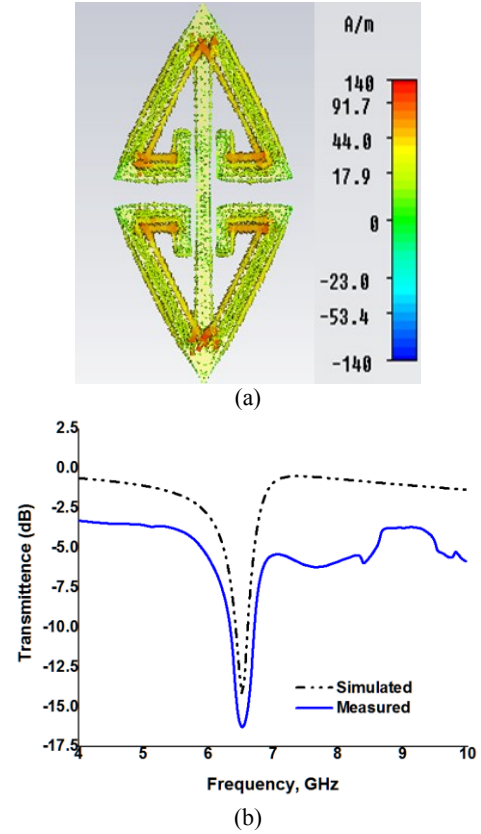 A/m
140
91.7
44.0
17.9
0
-23.0
-53.4
-140
(a)
2.5
0.0
-2.5
-5.0
-7.5
-10.0
-12.5
-15.0
-17.5
Transmittence (dB)
Simulated
Measured
4 5 6 7 8 9 10
Frequency, GHz
(b)